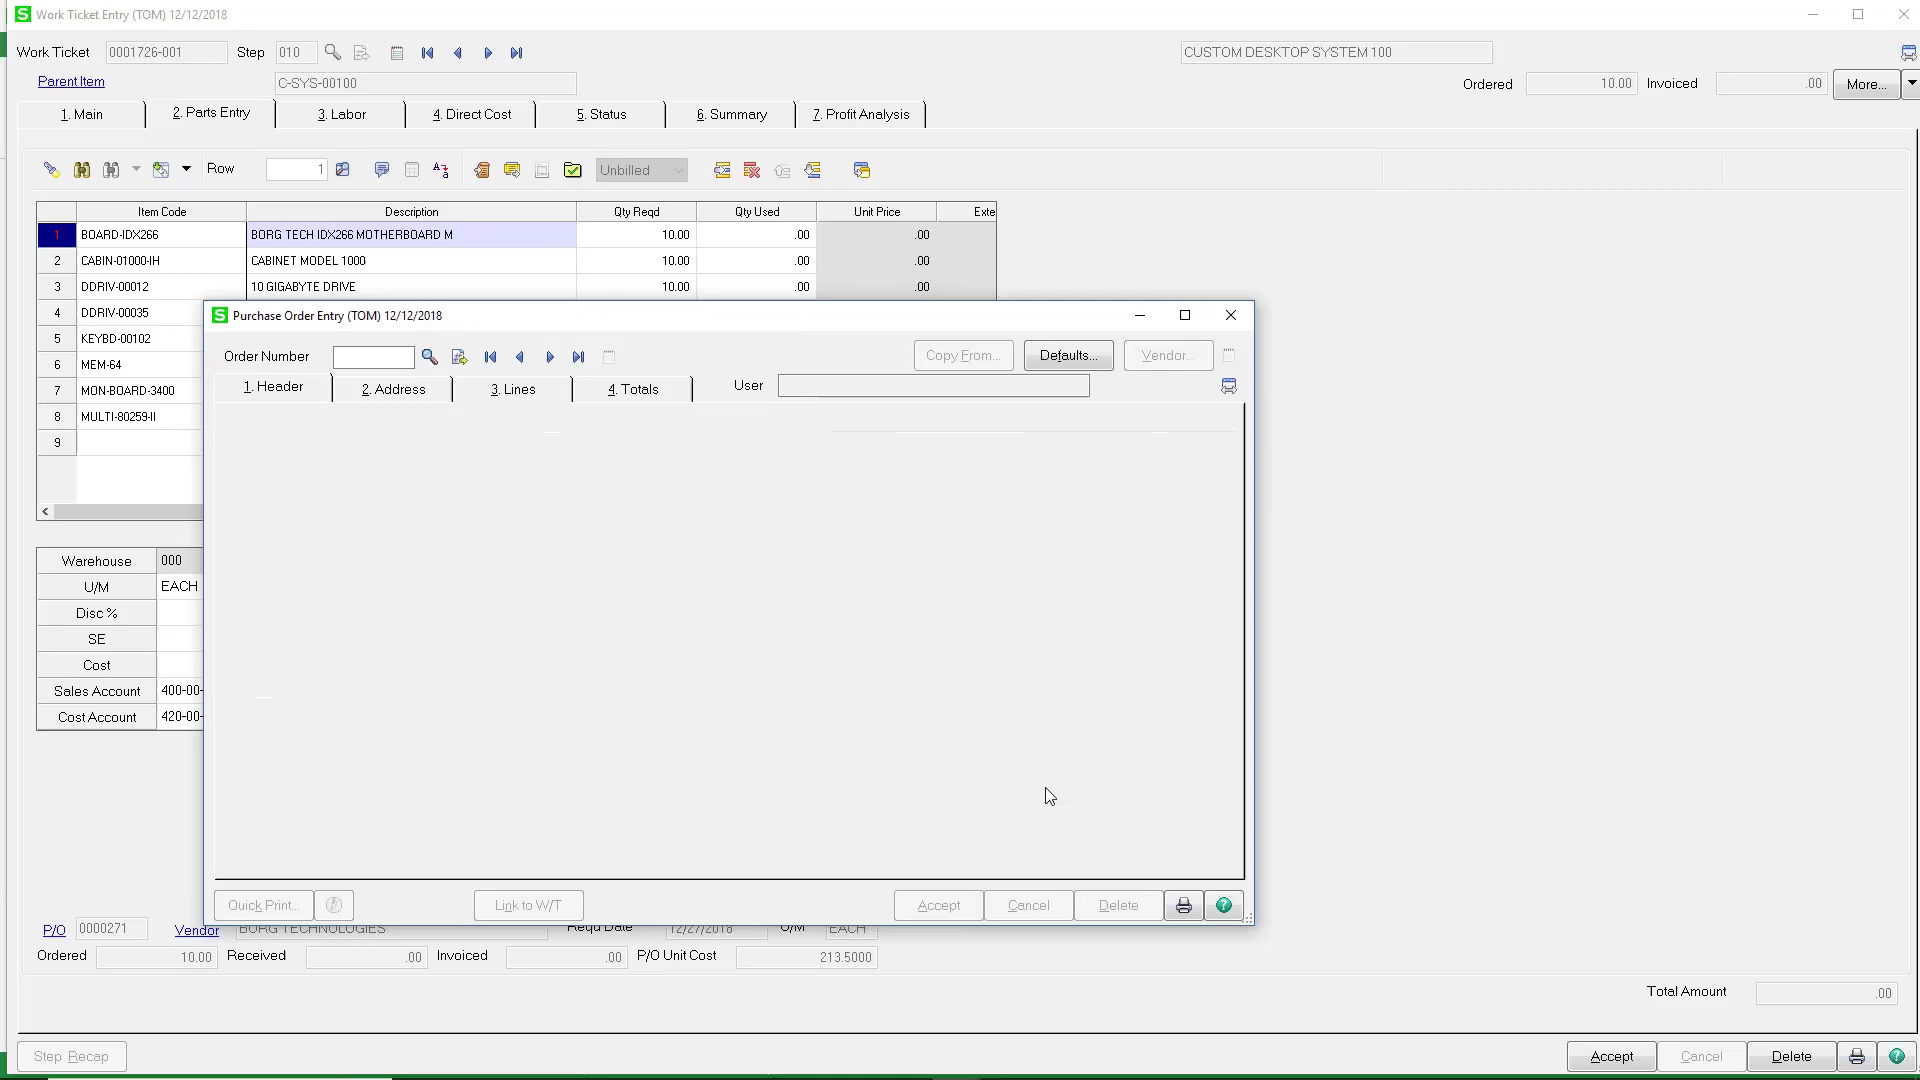 Work Ticket Entry (TOM) 12/12/2018
Work Ticket 0001726-001 Step 010 CUSTOM DESKTOP SYSTEM 100
Parent Item C-SYS-00100 Ordered 10.00 Invoiced .00 More...
1. Main 2. Parts Entry 3. Labor 4. Direct Cost 5. Status 6. Summary 7. Profit Analysis
Row 1 Unbilled
Item Code Description Qty Reqd Qty Used Unit Price Exte
1 BOARD-IDX266 BORG TECH IDX266 MOTHERBOARD M 10.00 .00 .00
2 CABIN-01000-IH CABINET MODEL 1000 10.00 .00 .00
3 DDRIV-00012 10 GIGABYTE DRIVE 10.00 .00 .00
4 DDRIV-00035
5 KEYBD-00102
6 MEM-64
7 MON-BOARD-3400
8 MULTI-80259-II
9
Purchase Order Entry (TOM) 12/12/2018
Order Number Copy From... Defaults... Vendor...
1. Header 2. Address 3. Lines 4. Totals User
Quick Print... Link to W/T Accept Cancel Delete
Warehouse 000
U/M EACH
Disc %
SE
Cost
Sales Account 400-00-
Cost Account 420-00-
P/O 0000271 Vendor BORG TECHNOLOGIES Requ Date 12/27/2018 U/M EACH
Ordered 10.00 Received .00 Invoiced .00 P/O Unit Cost 213.5000
Total Amount .00
Step Recap Accept Cancel Delete